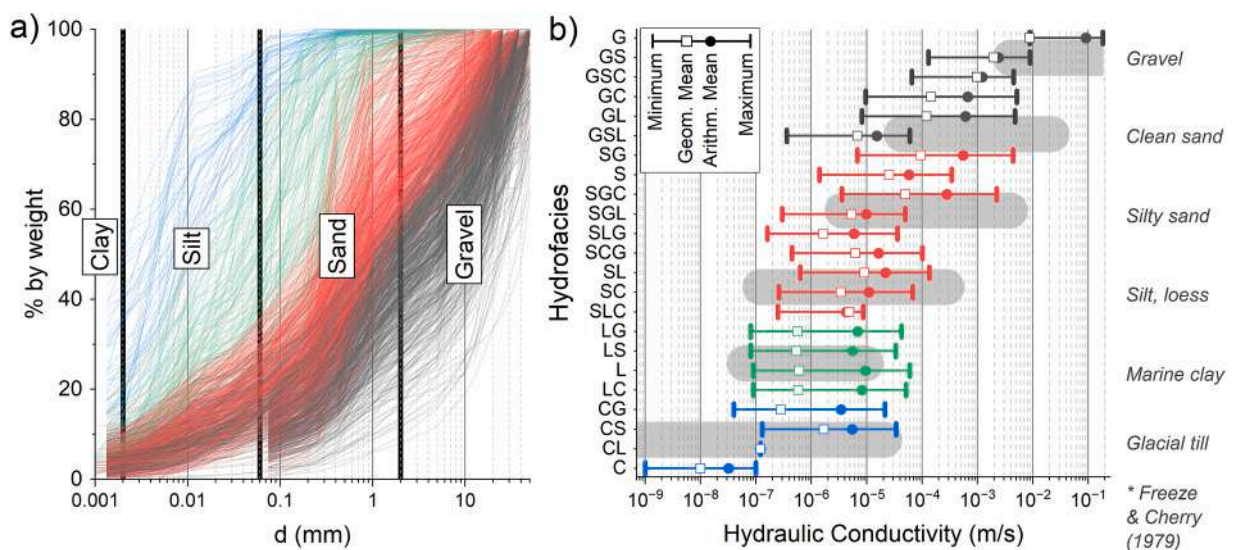 a)
% by weight
100
80
60
40
20
0
Clay
Silt
Sand
Gravel
0.001
0.01
0.1
1
10
d (mm)
b)
Hydrofacies
G
GS
GSC
GC
GL
GSL
SG
S
SGC
SGL
SLG
SCG
SL
SC
SLC
LG
LS
L
LC
CG
CS
CL
C
Minimum
Geom. Mean
Arithm. Mean
Maximum
10⁻⁹
10⁻⁸
10⁻⁷
10⁻⁶
10⁻⁵
10⁻⁴
10⁻³
10⁻²
10⁻¹
Hydraulic Conductivity (m/s)
Gravel
Clean sand
Silty sand
Silt, loess
Marine clay
Glacial till
* Freeze
& Cherry
(1979)